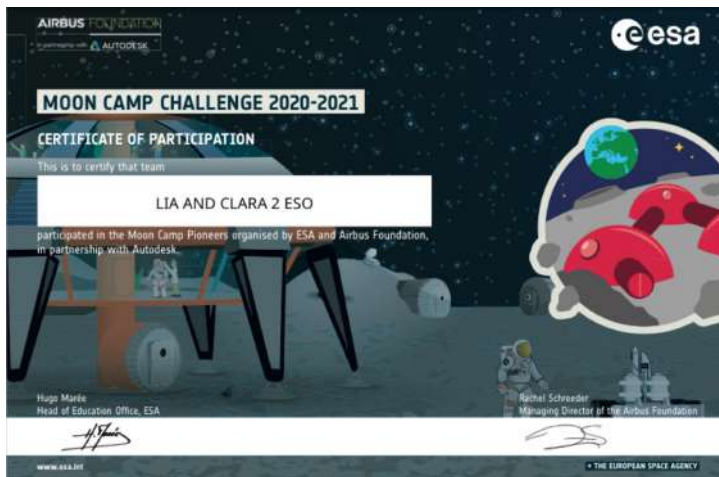 AIRBUS FOUNDATION
in partnership with AUTODESK
esa
MOON CAMP CHALLENGE 2020-2021
CERTIFICATE OF PARTICIPATION
This is to certify that team
LIA AND CLARA 2 ESO
participated in the Moon Camp Pioneers organised by ESA and Airbus Foundation,
in partnership with Autodesk.
Hugo Marée
Head of Education Office, ESA
Rachel Schroeder
Managing Director of the Airbus Foundation
www.esa.int
THE EUROPEAN SPACE AGENCY